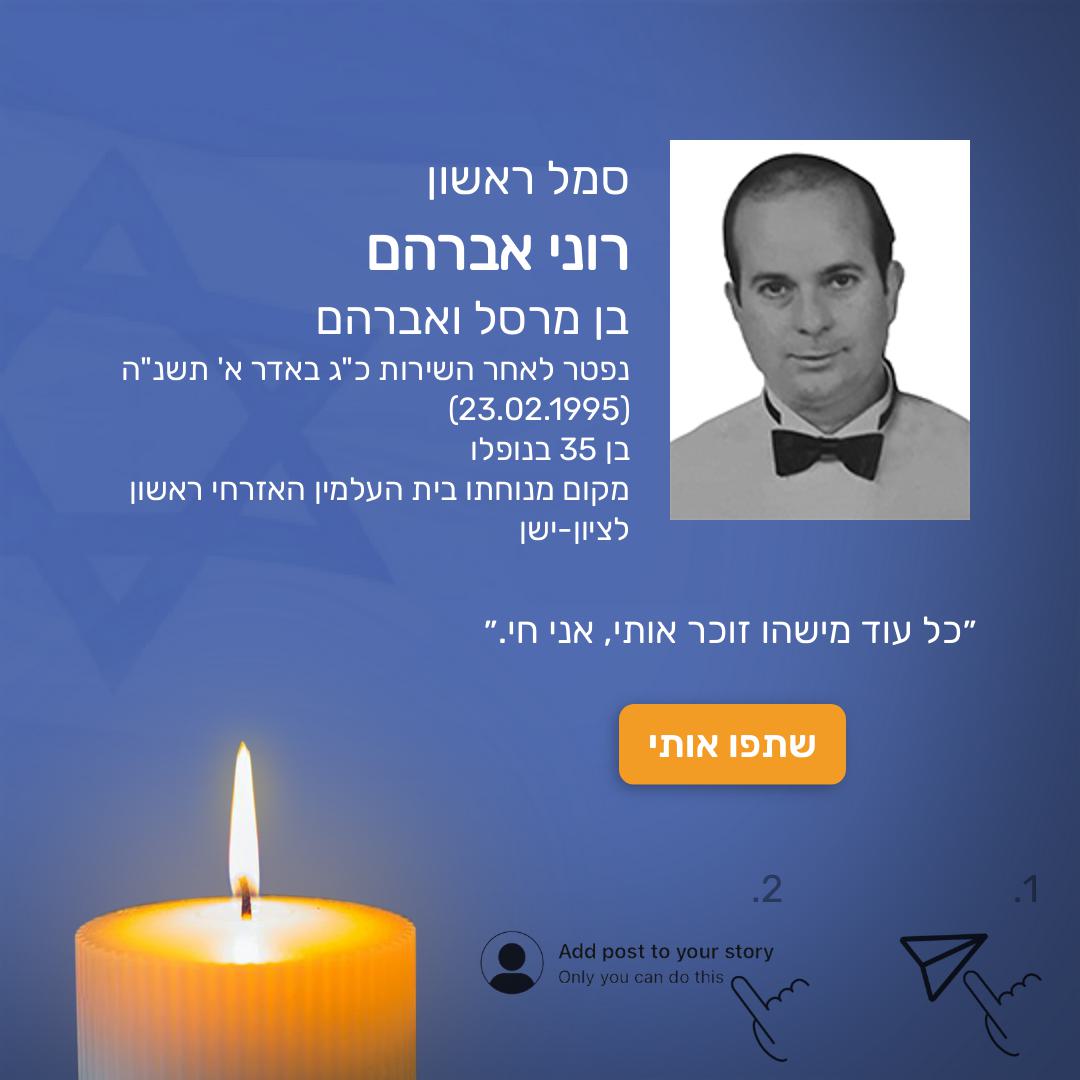 סמל ראשון
רוני אברהם
בן מרסל ואברהם
נפטר לאחר השירות כ"ג באדר א' תשנ"ה
(23.02.1995)
בן 35 בנופלו
מקום מנוחתו בית העלמין האזרחי ראשון
לציון-ישן
״כל עוד מישהו זוכר אותי, אני חי.״
שתפו אותי
1.
2.
Add post to your story
Only you can do this